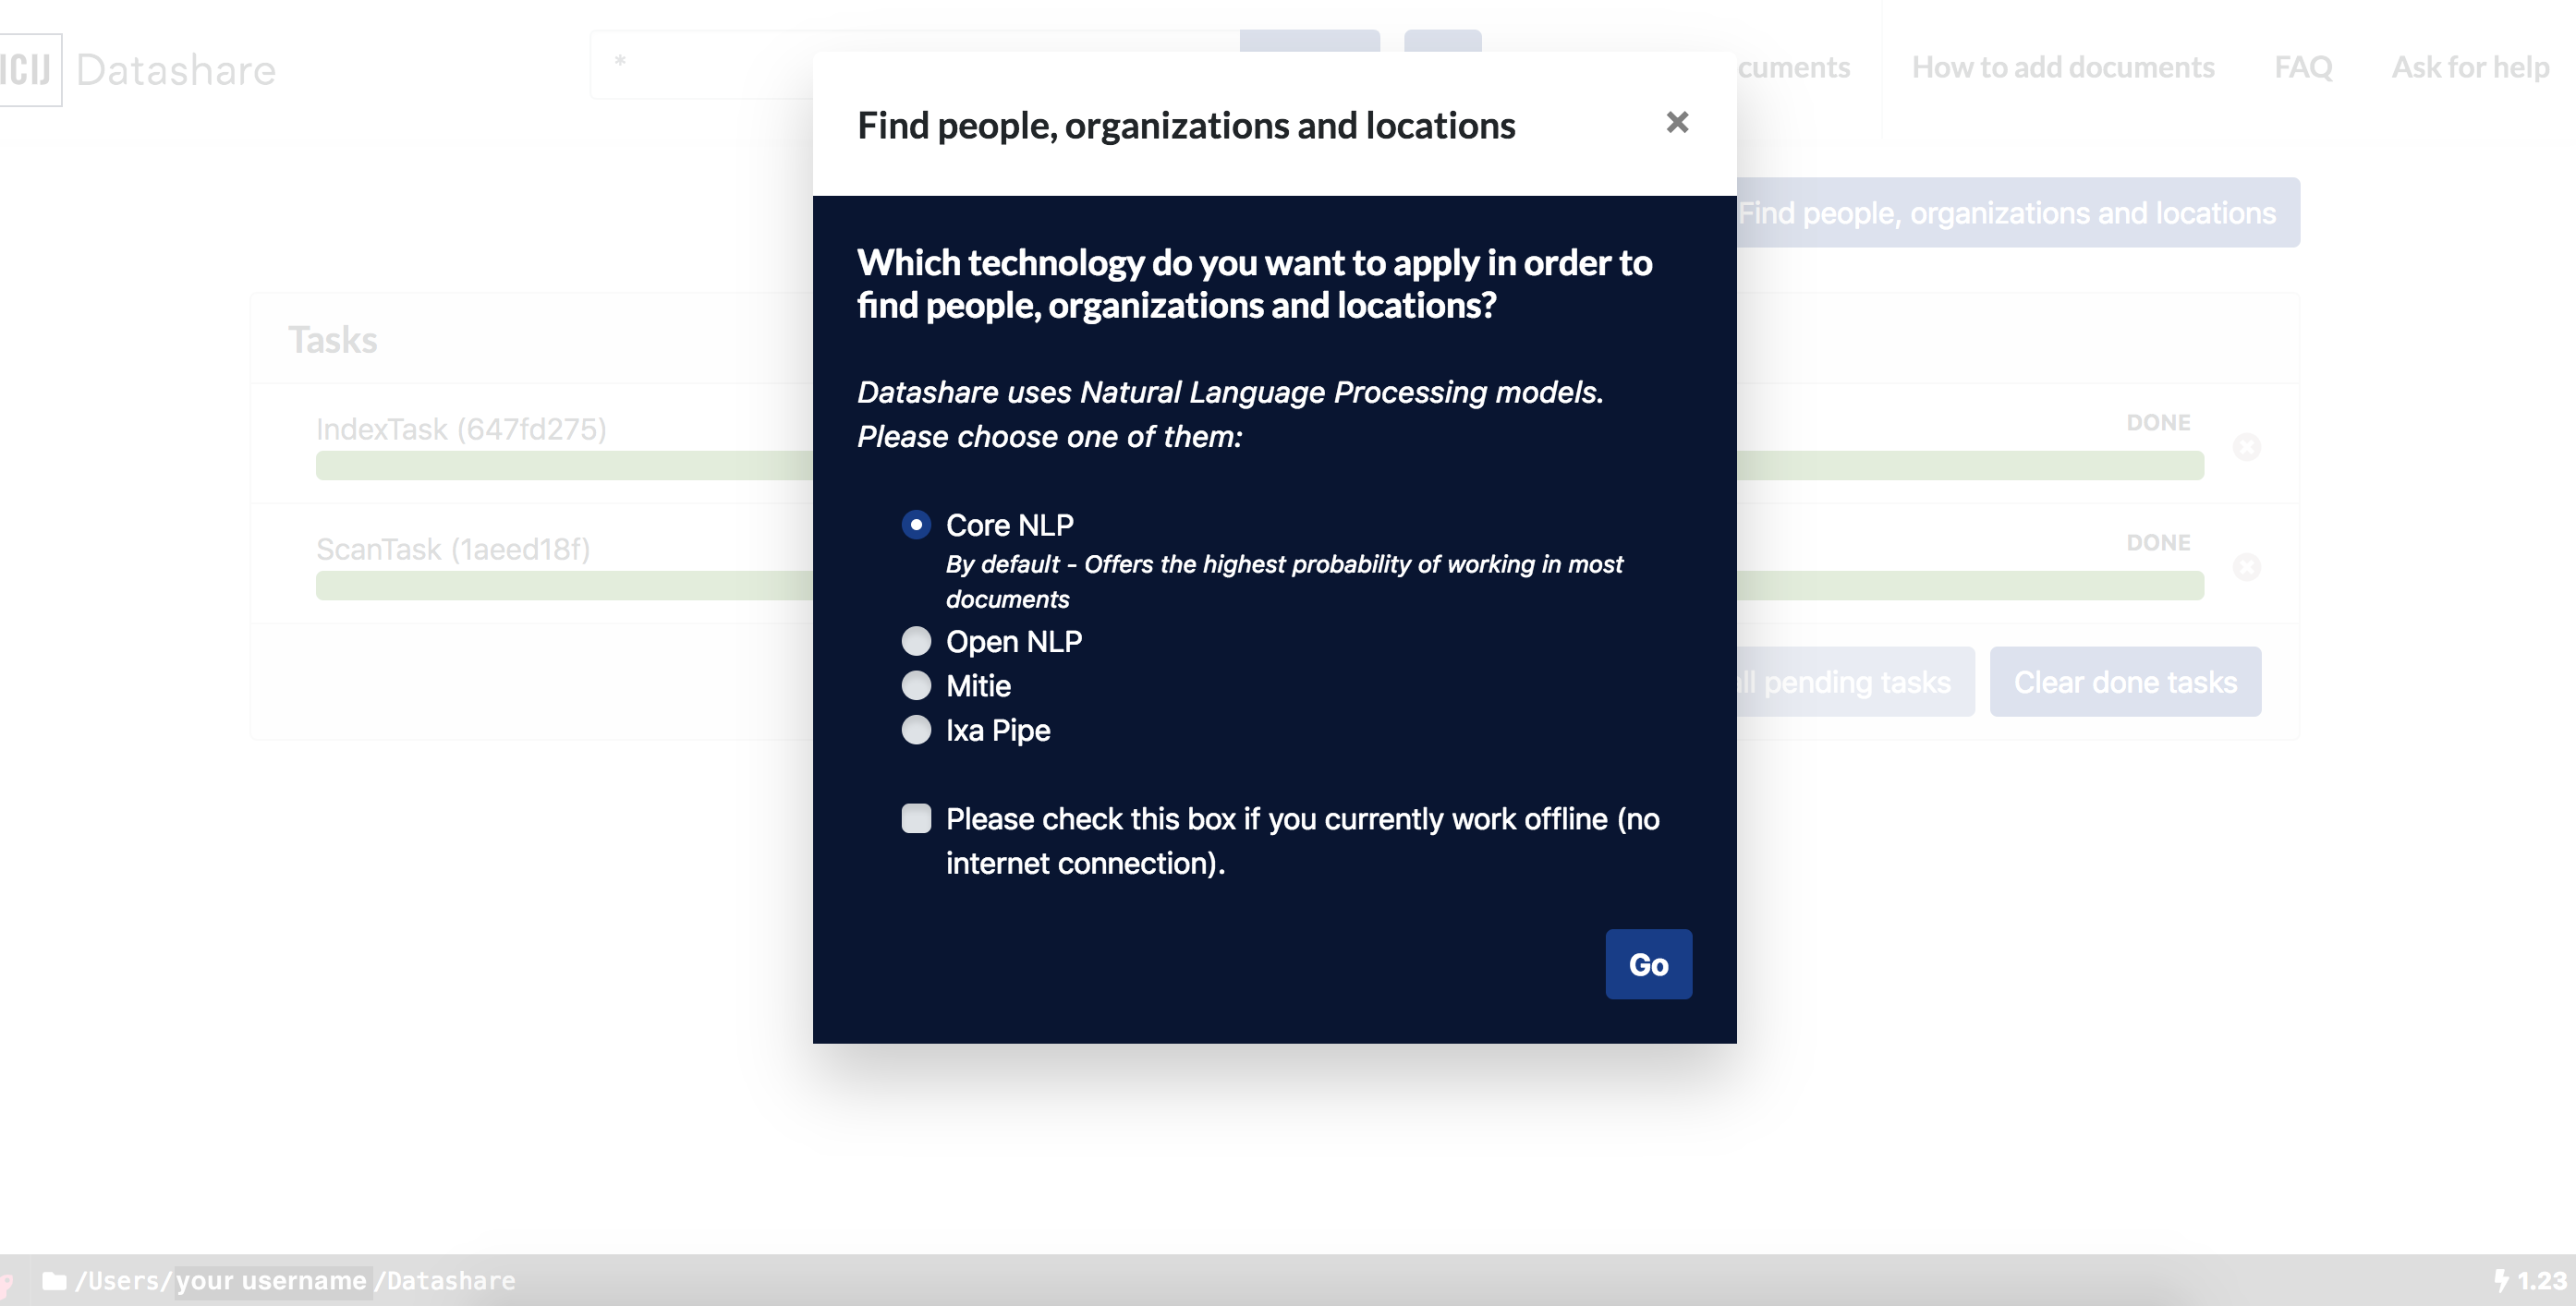 ICIJ Datashare
*
cuments
How to add documents
FAQ
Ask for help
Find people, organizations and locations
Find people, organizations and locations
Which technology do you want to apply in order to
find people, organizations and locations?
Datashare uses Natural Language Processing models.
Please choose one of them:
Core NLP
By default - Offers the highest probability of working in most
documents
Open NLP
Mitie
Ixa Pipe
Please check this box if you currently work offline (no
internet connection).
Go
Tasks
IndexTask (647fd275)
DONE
ScanTask (1aeed18f)
DONE
all pending tasks
Clear done tasks
/Users/your username/Datashare
1.23